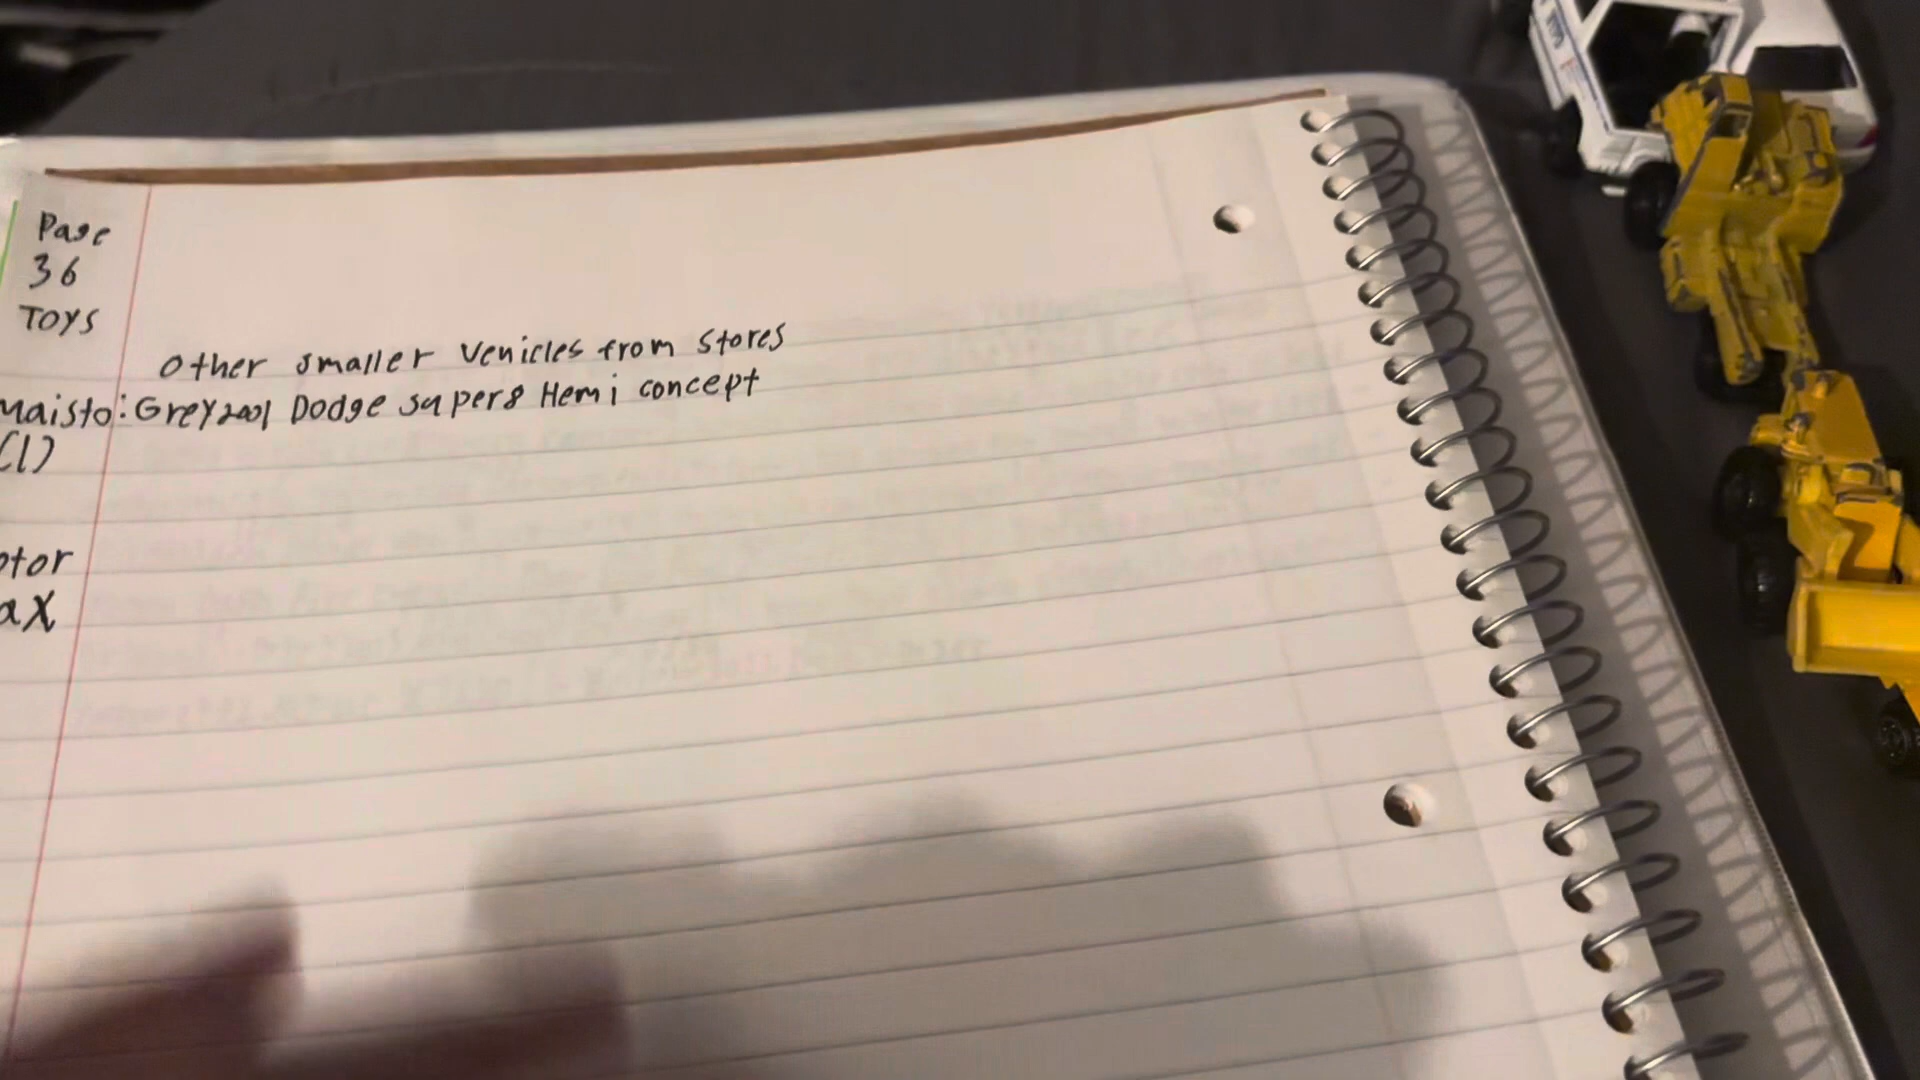 Page
36
TOYS
Other smaller vehicles from stores
maisto: Grey 2001 Dodge super8 Hemi concept
(1)
otor
ax